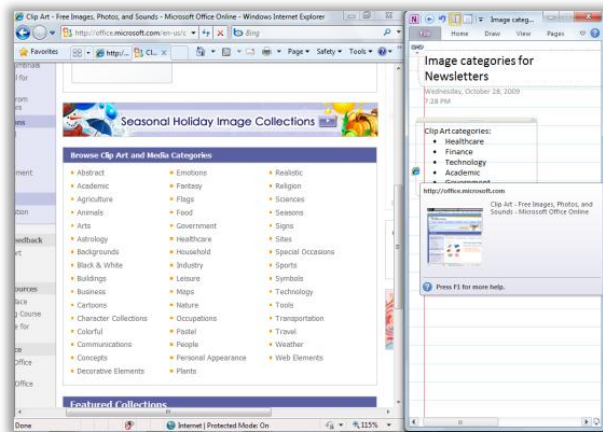 Clip Art - Free Images, Photos, and Sounds - Microsoft Office Online - Windows Internet Explorer
http://office.microsoft.com/en-us/c
Bing
Favorites
http:/...
Cl...
Page
Safety
Tools
Seasonal Holiday Image Collections
Browse Clip Art and Media Categories
Abstract
Academic
Agriculture
Animals
Arts
Astrology
Backgrounds
Black & White
Buildings
Business
Cartoons
Character Collections
Colorful
Communications
Concepts
Decorative Elements
Emotions
Fantasy
Flags
Food
Government
Healthcare
Household
Industry
Leisure
Maps
Nature
Occupations
Pastel
People
Personal Appearance
Plants
Realistic
Religion
Sciences
Seasons
Signs
Sites
Special Occasions
Sports
Symbols
Technology
Tools
Transportation
Travel
Weather
Web Elements
Featured Collections
Done
Internet | Protected Mode: On
115%
Image categ...
Home
Draw
View
Pages
Image categories for
Newsletters
Wednesday, October 28, 2009
7:28 PM
Clip Art categories:
Healthcare
Finance
Technology
Academic
Government
http://office.microsoft.com
Clip Art - Free Images, Photos, and
Sounds - Microsoft Office Online
Press F1 for more help.